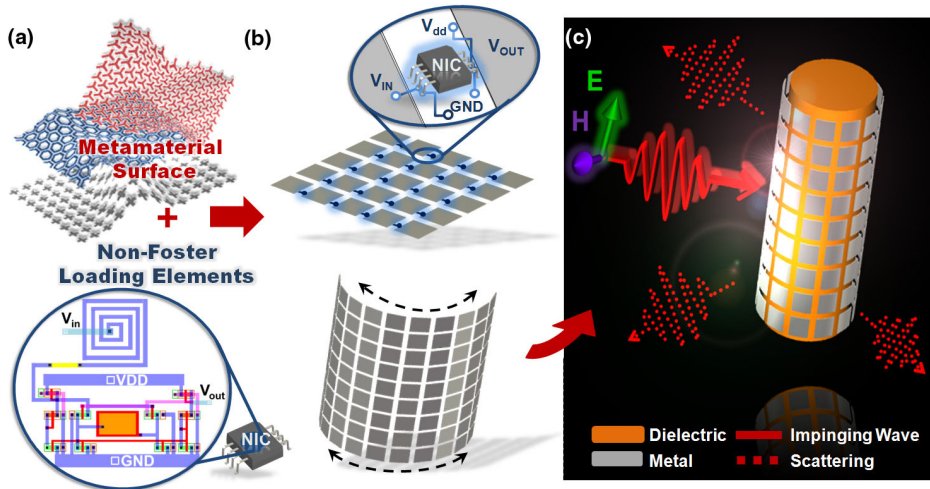 (a)
Metamaterial
Surface
+
Non-Foster
Loading Elements
Vin
VDD
Vout
GND
NIC
(b)
Vdd
VOUT
NIC
VIN
GND
(c)
E
H
Dielectric
Impinging Wave
Metal
Scattering